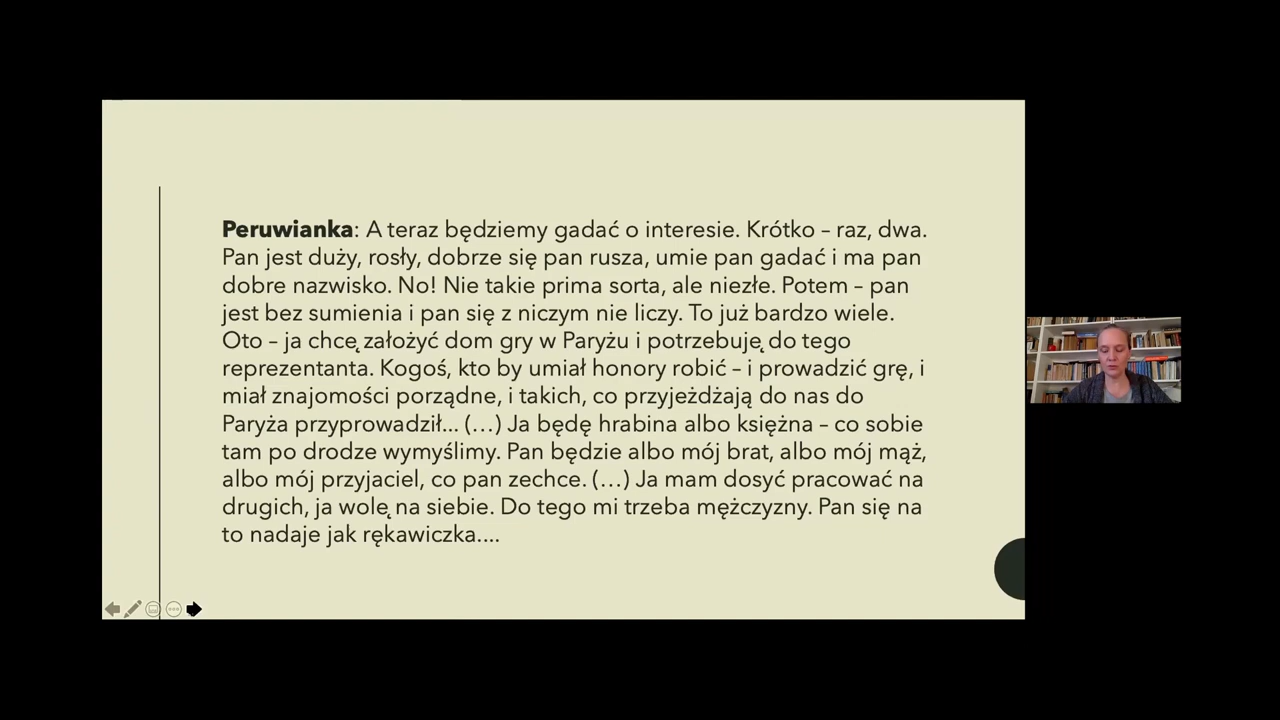 Peruwianka: A teraz będziemy gadać o interesie. Krótko – raz, dwa.
Pan jest duży, rosły, dobrze się pan rusza, umie pan gadać i ma pan
dobre nazwisko. No! Nie takie prima sorta, ale niezłe. Potem – pan
jest bez sumienia i pan się z niczym nie liczy. To już bardzo wiele.
Oto – ja chcę założyć dom gry w Paryżu i potrzebuję do tego
reprezentanta. Kogoś, kto by umiał honory robić – i prowadzić grę, i
miał znajomości porządne, i takich, co przyjeżdżają do nas do
Paryża przyprowadził... (…) Ja będę hrabina albo księżna – co sobie
tam po drodze wymyślimy. Pan będzie albo mój brat, albo mój mąż,
albo mój przyjaciel, co pan zechce. (…) Ja mam dosyć pracować na
drugich, ja wolę na siebie. Do tego mi trzeba mężczyzny. Pan się na
to nadaje jak rękawiczka....